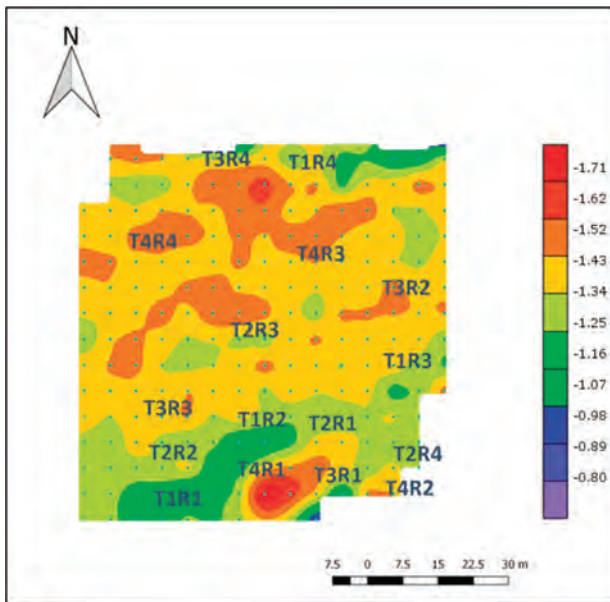 N
T3R4
T1R4
T4R4
T4R3
T3R2
T2R3
T1R3
T3R3
T1R2
T2R1
T2R2
T2R4
T4R1
T3R1
T4R2
T1R1
-1.71
-1.62
-1.52
-1.43
-1.34
-1.25
-1.16
-1.07
-0.98
-0.89
-0.80
7.5 0 7.5 15 22.5 30 m